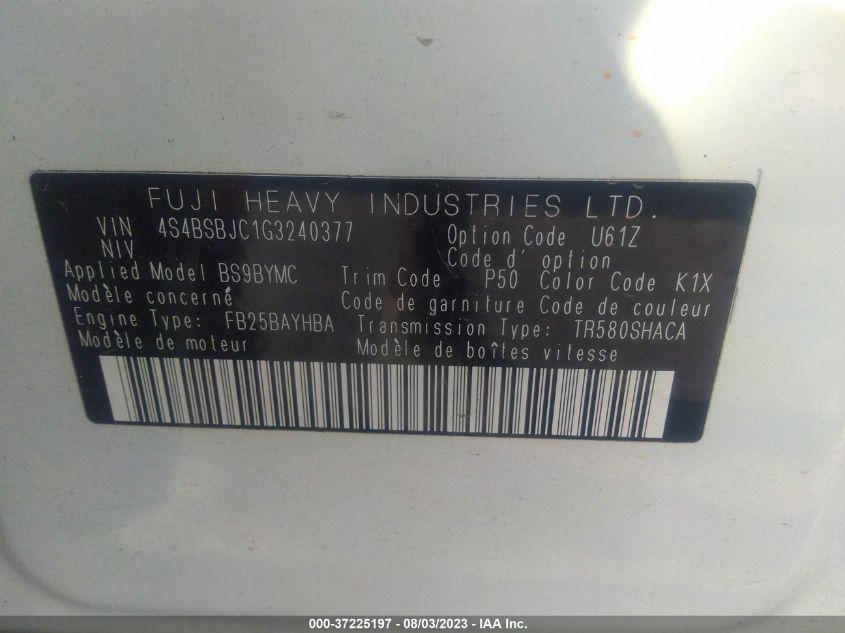 FUJI HEAVY INDUSTRIES LTD.
VIN 4S4BSBJC1G3240377 Option Code U61Z
NIV Code d' option
Applied Model BS9BYMC Trim Code P50 Color Code K1X
Modèle concerné Code de garniture Code de couleur
Engine Type: FB25BAYHBA Transmission Type: TR580SHACA
Modèle de moteur Modèle de boîtes vitesse
000-37225197 - 08/03/2023 - IAA Inc.